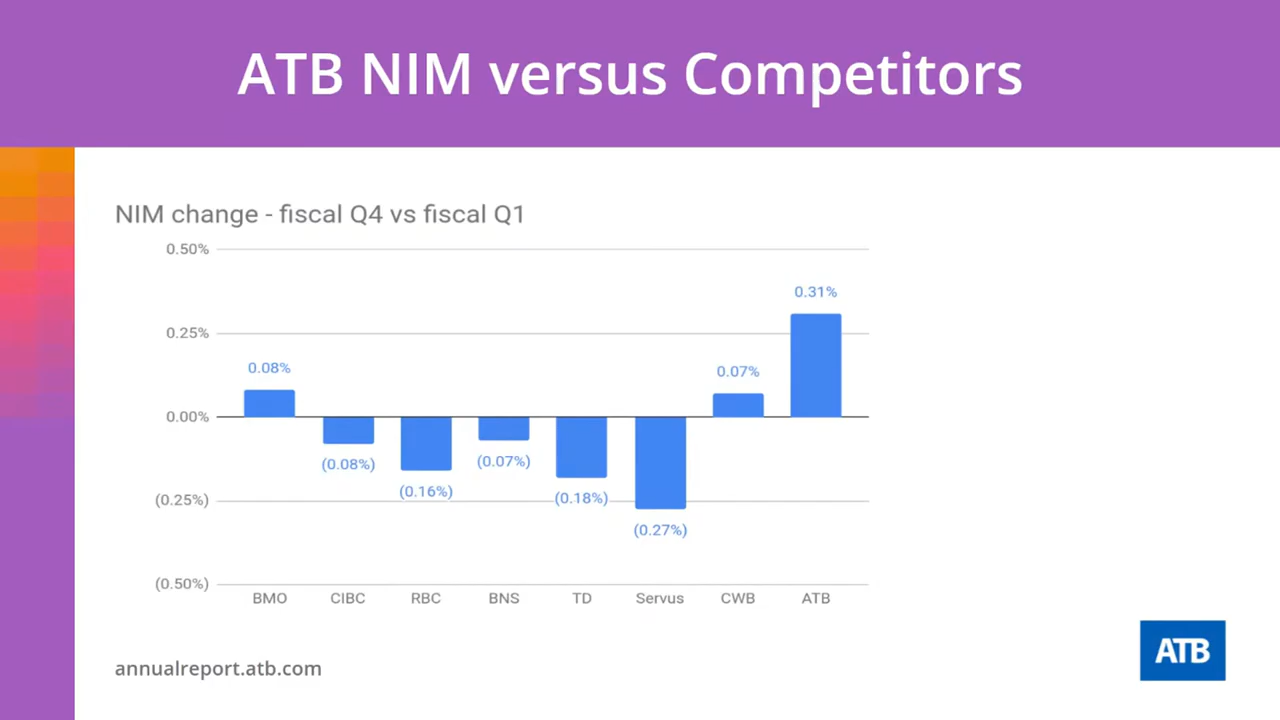 ATB NIM versus Competitors
NIM change - fiscal Q4 vs fiscal Q1
0.50%
0.31%
0.25%
0.08%
0.07%
0.00%
(0.08%)
(0.07%)
(0.16%)
(0.18%)
(0.25%)
(0.27%)
(0.50%)
BMO CIBC RBC BNS TD Servus CWB ATB
annualreport.atb.com
ATB